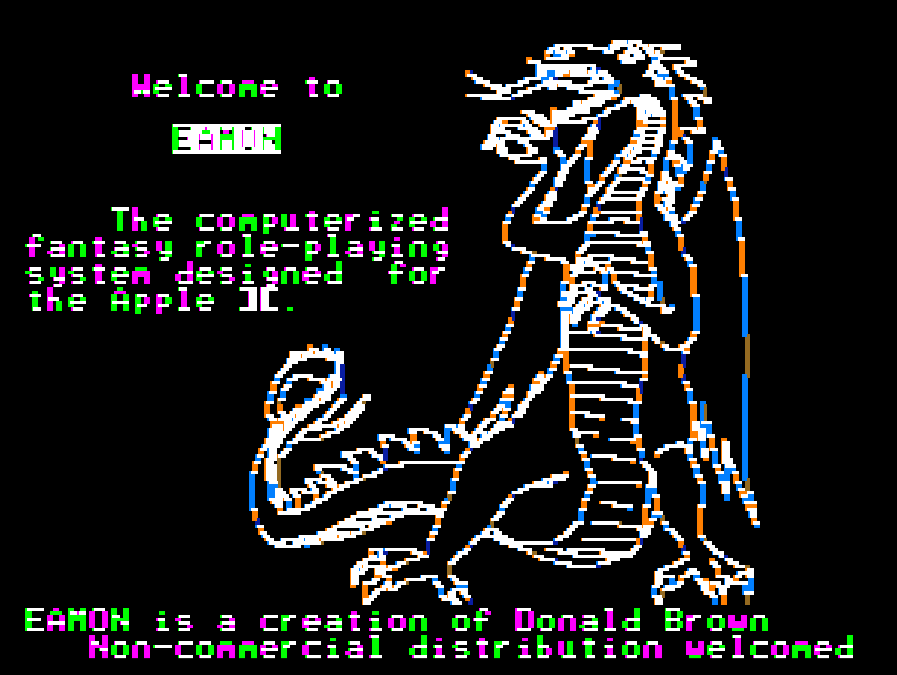 Welcome to
EAMON
The computerized
fantasy role-playing
system designed for
the Apple ][.
EAMON is a creation of Donald Brown
Non-commercial distribution welcomed